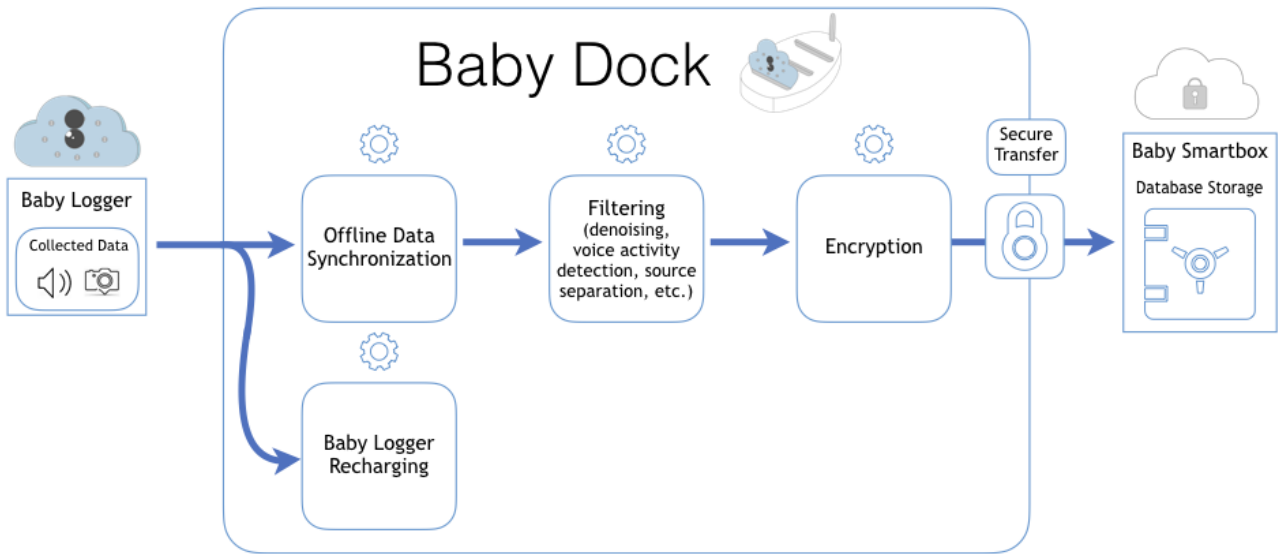 Baby Dock
Baby Logger
Collected Data
Offline Data
Synchronization
Filtering
(denoising,
voice activity
detection, source
separation, etc.)
Encryption
Secure
Transfer
Baby Smartbox
Database Storage
Baby Logger
Recharging